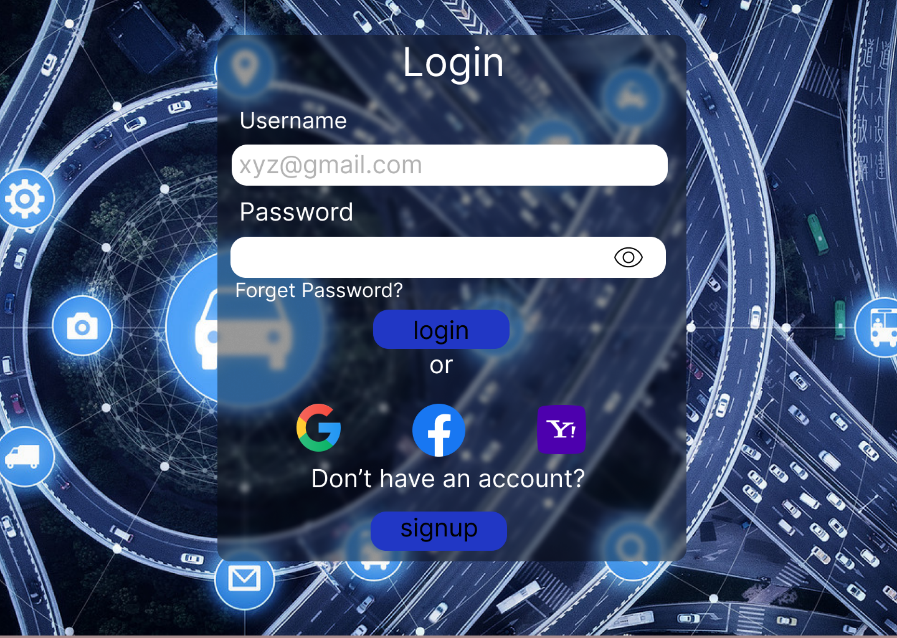 Login
Username
xyz@gmail.com
Password
Forget Password?
login
or
G
f
Y!
Don't have an account?
signup